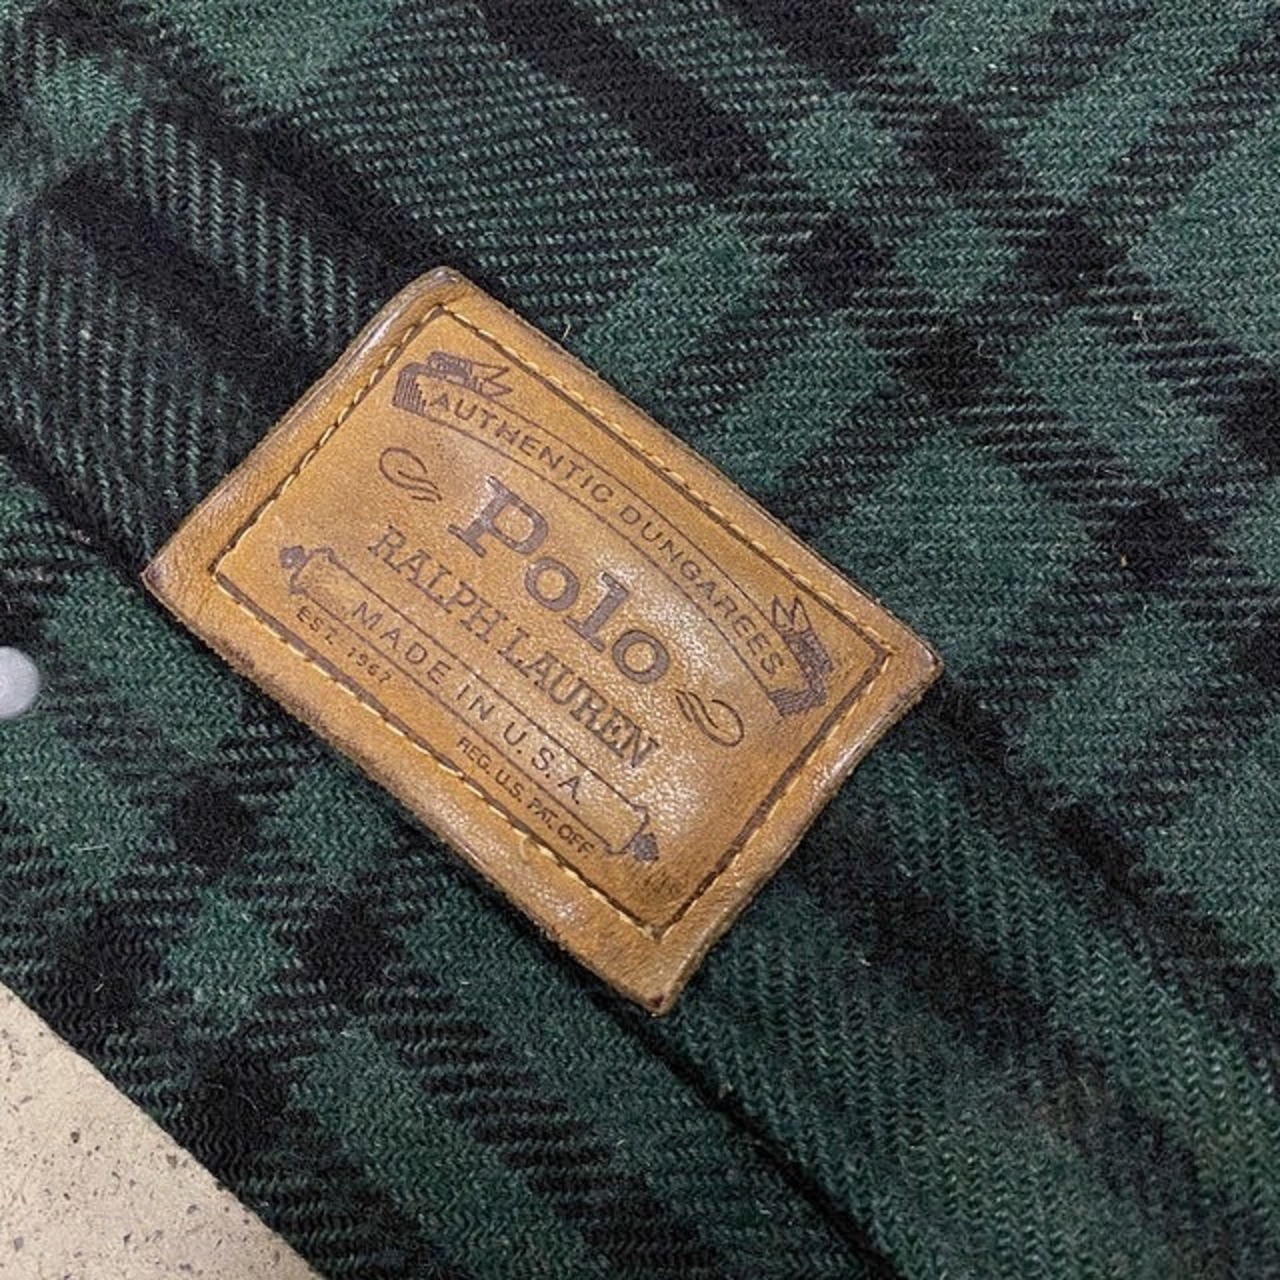 AUTHENTIC DUNGAREES
Polo
RALPH LAUREN
MADE IN U.S.A.
EST. 1967
REG. U.S. PAT. OFF